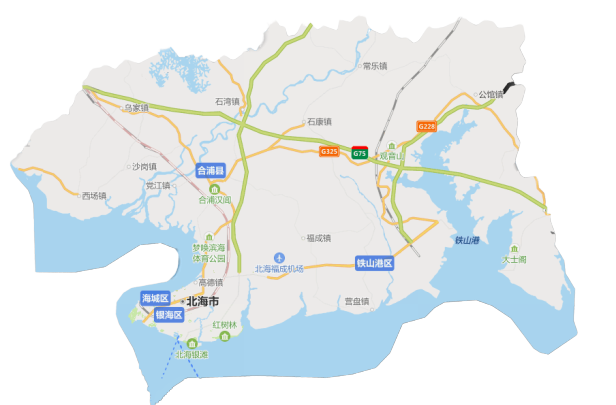 常乐镇
公馆镇
石湾镇
乌家镇
石康镇
G228
G325
G75
观音山
沙岗镇
合浦县
党江镇
西场镇
合浦汉闾
福成镇
铁山港
梦唤滨海
体育公园
大士阁
北海福成机场
铁山港区
高德镇
海城区
北海市
营盘镇
银海区
红树林
北海银滩